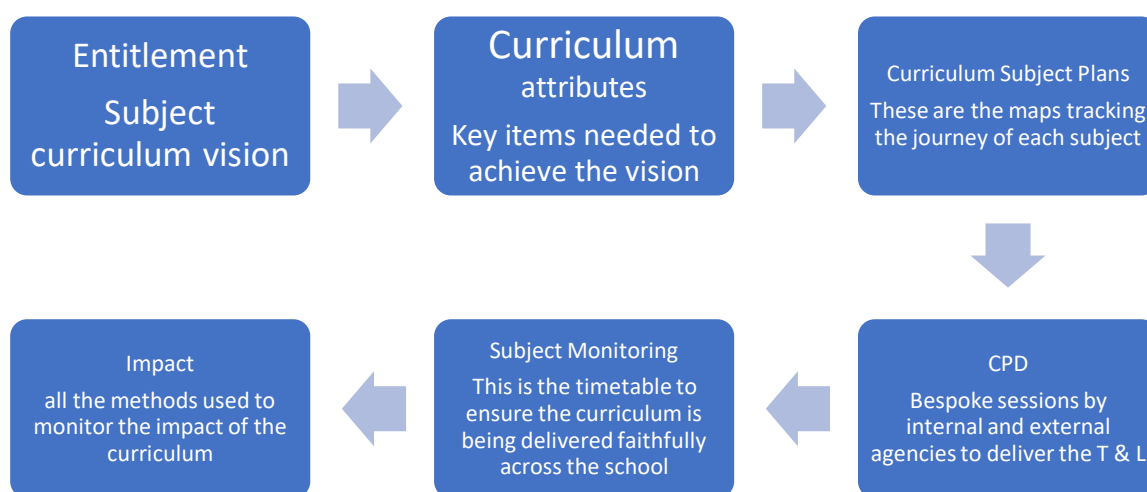 Entitlement
Subject
curriculum vision
Curriculum
attributes
Key items needed to
achieve the vision
Curriculum Subject Plans
These are the maps tracking
the journey of each subject
CPD
Bespoke sessions by
internal and external
agencies to deliver the T & L
Subject Monitoring
This is the timetable to
ensure the curriculum is
being delivered faithfully
across the school
Impact
all the methods used to
monitor the impact of the
curriculum